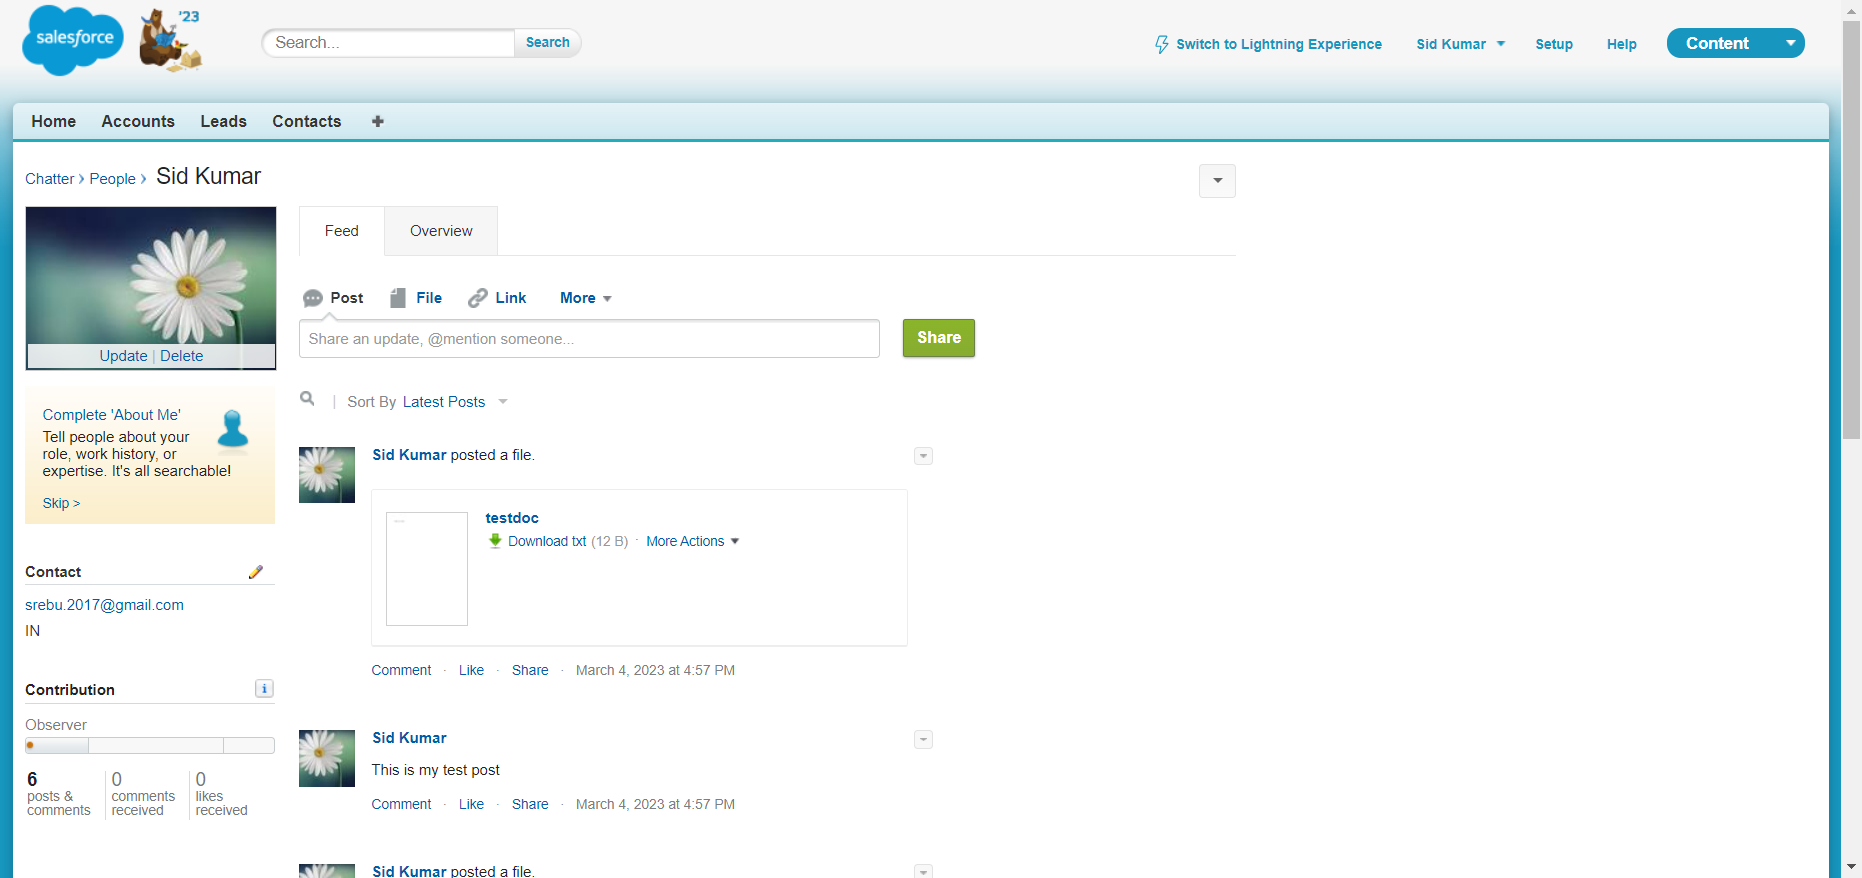 salesforce
'23
Search...
Search
Switch to Lightning Experience
Sid Kumar
Setup
Help
Content
Home
Accounts
Leads
Contacts
Chatter › People › Sid Kumar
Update | Delete
Complete 'About Me'
Tell people about your
role, work history, or
expertise. It's all searchable!
Skip >
Contact
srebu.2017@gmail.com
IN
Contribution
Observer
6
posts &
comments
0
comments
received
0
likes
received
Feed
Overview
Post
File
Link
More
Share an update, @mention someone...
Share
Sort By Latest Posts
Sid Kumar posted a file.
testdoc
Download txt (12 B) · More Actions
Comment · Like · Share · March 4, 2023 at 4:57 PM
Sid Kumar
This is my test post
Comment · Like · Share · March 4, 2023 at 4:57 PM
Sid Kumar posted a file.